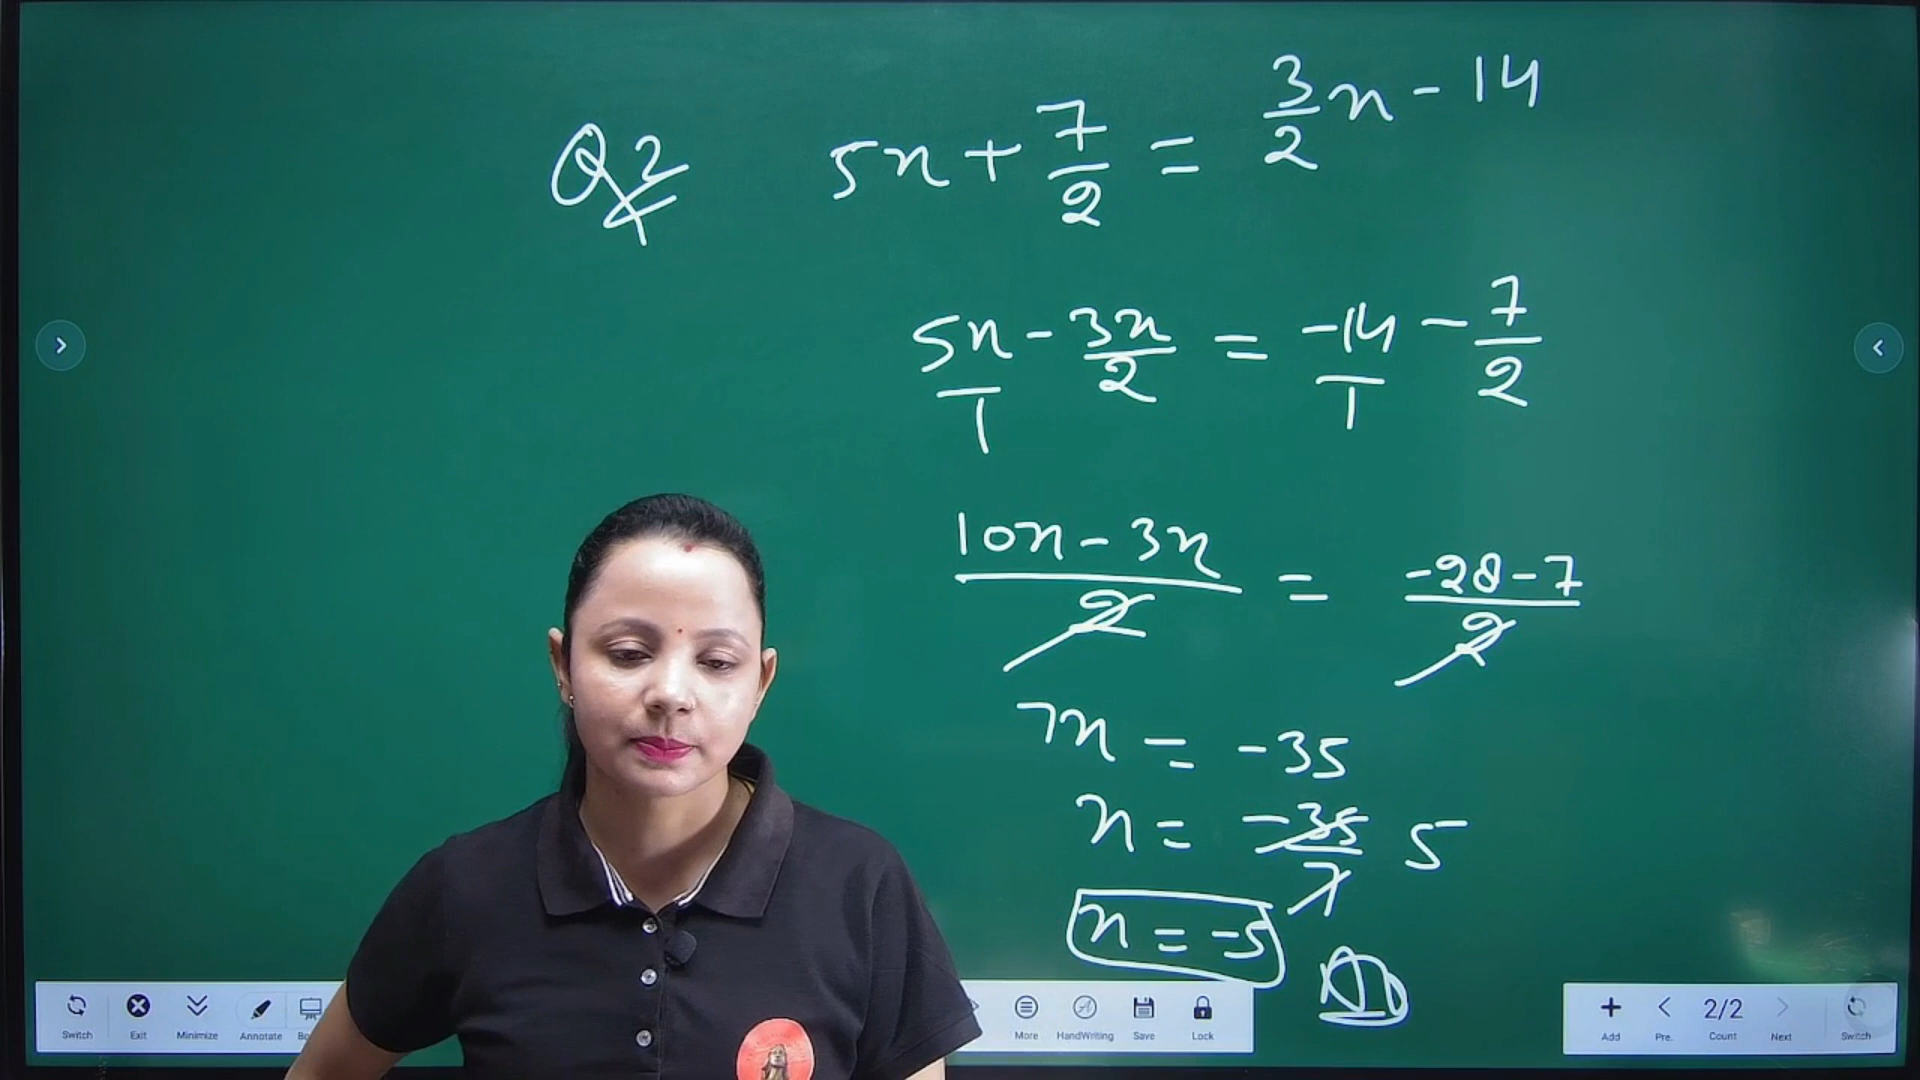 Q2 5x + 7/2 = 3/2 x - 14
5x/1 - 3x/2 = -14/1 - 7/2
10x - 3x / 2 = -28 - 7 / 2
7x = -35
x = -35/7 5
x = -5
Switch Exit Minimize Annotate More HandWriting Save Lock
2/2
Add Pre. Count Next Switch